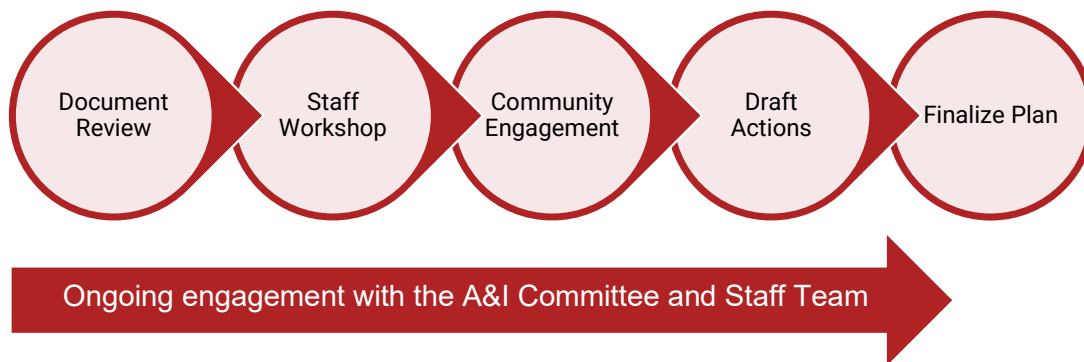 Document
Review
Staff
Workshop
Community
Engagement
Draft
Actions
Finalize Plan
Ongoing engagement with the A&I Committee and Staff Team